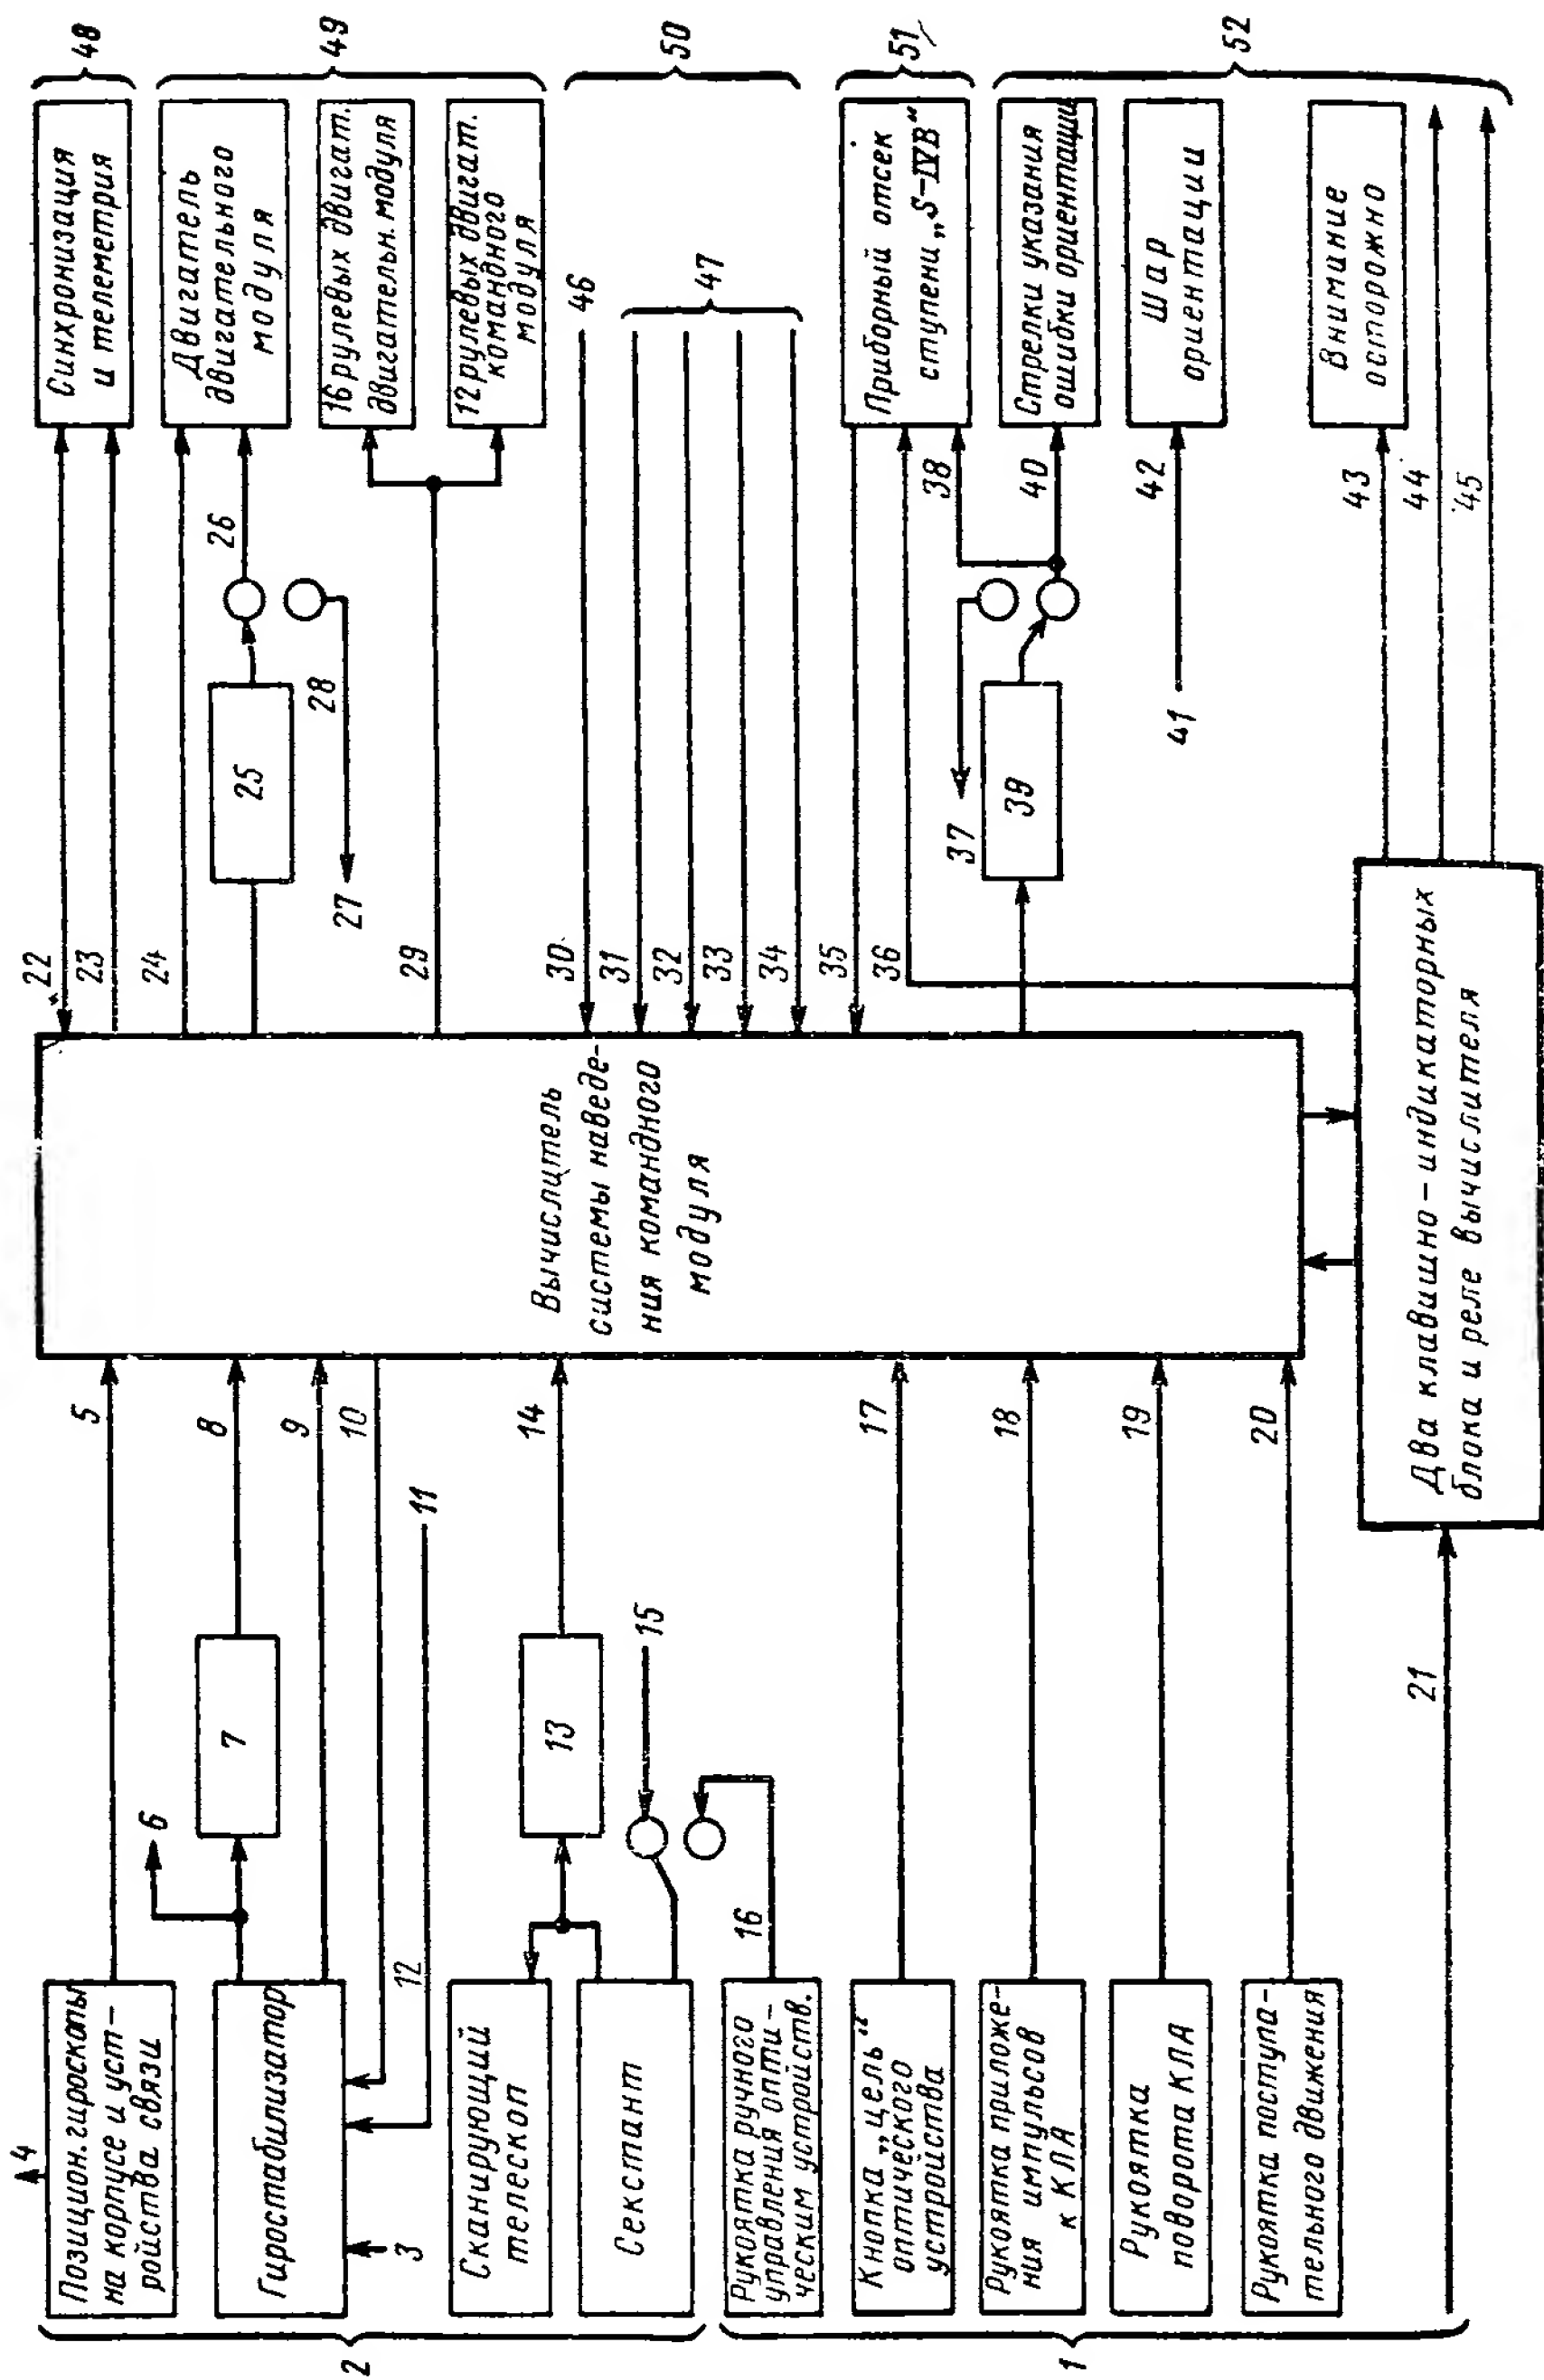 Позицион. гироскопы
на корпусе и уст-
ройства связи
Гиростабилизатор
Сканирующий
телескоп
Секстант
Рукоятка ручного
управления опти-
ческим устройств.
Кнопка „цель“
оптического
устройства
Рукоятка приложе-
ния импульсов
к КЛА
Рукоятка
поворота КЛА
Рукоятка поступа-
тельного движения
2
1
4
3
6
7
12
13
15
16
11
5
8
9
10
14
17
18
19
20
21
Вычислитель
системы наведе-
ния командного
модуля
Два клавишно-индикаторных
блока и реле вычислителя
22
23
24
25
26
27
28
29
30
31
32
33
34
35
36
37
38
39
40
41
42
43
44
45
46
47
Синхронизация
и телеметрия
Двигатель
двигательного
модуля
16 рулевых двигат.
двигательн. модуля
12 рулевых двигат.
командного
модуля
Приборный отсек
ступени „S-IVB“
Стрелки указания
ошибки ориентации
Шар
ориентации
Внимине
осторожно
48
49
50
51
52